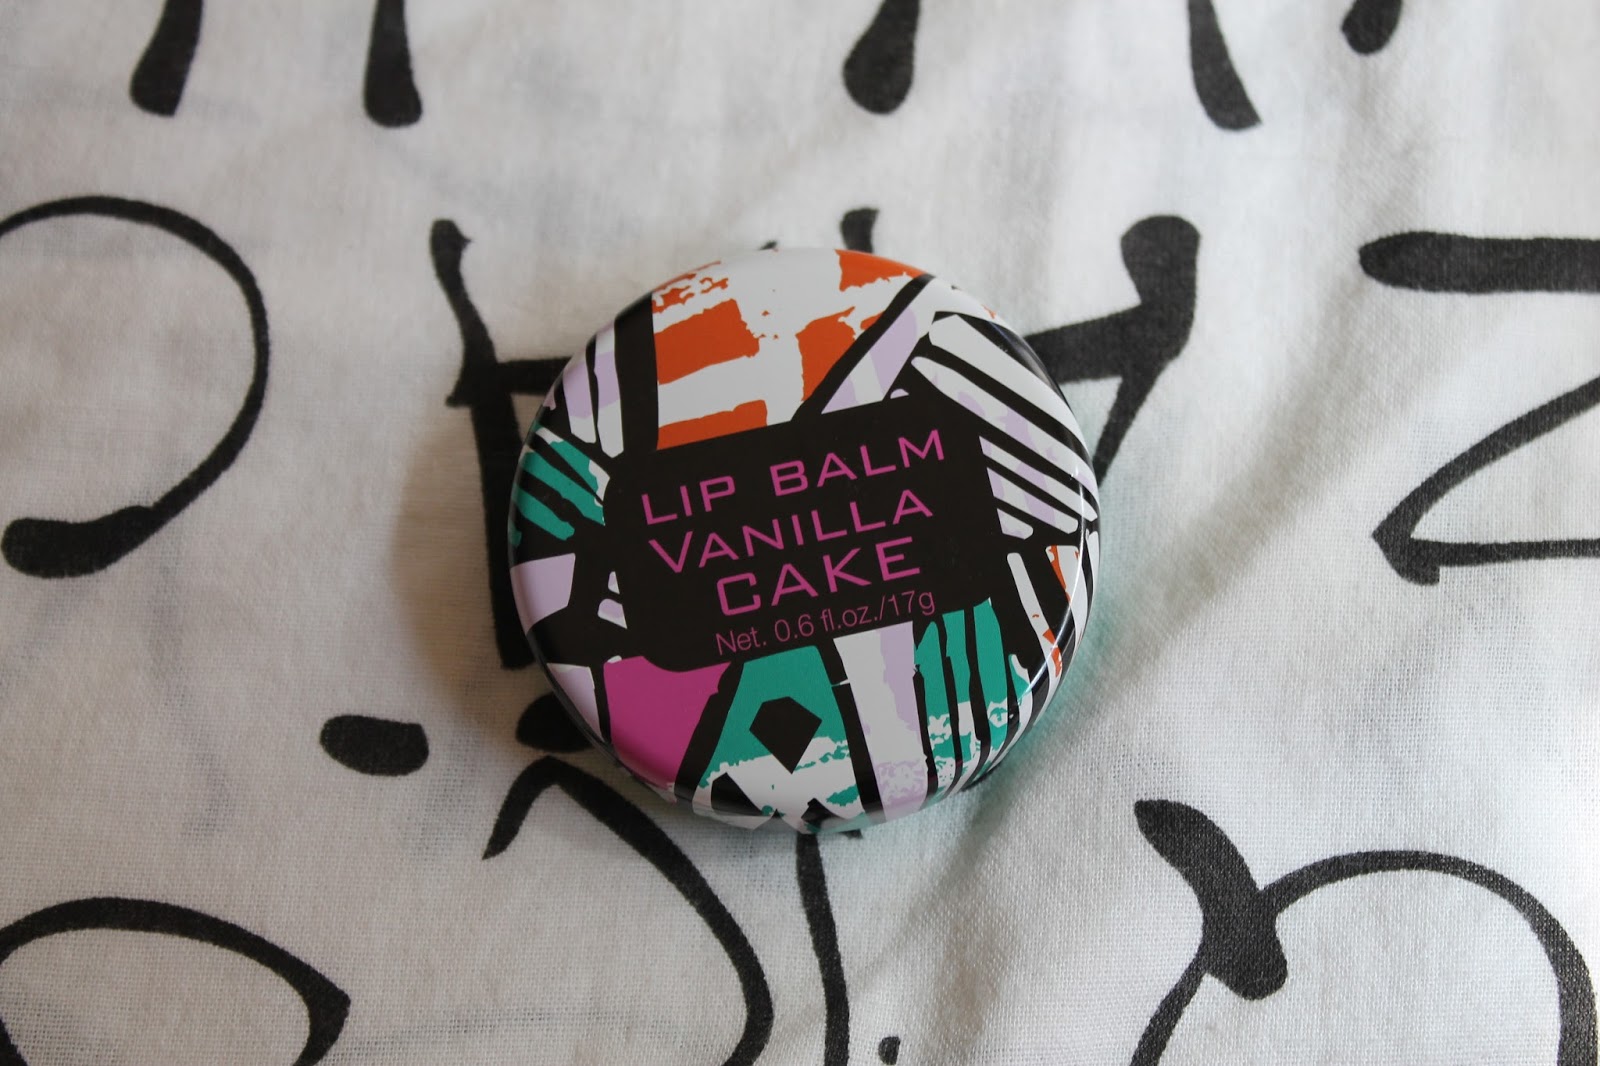 LIP BALM
VANILLA
CAKE
Net. 0.6 fl.oz./17g